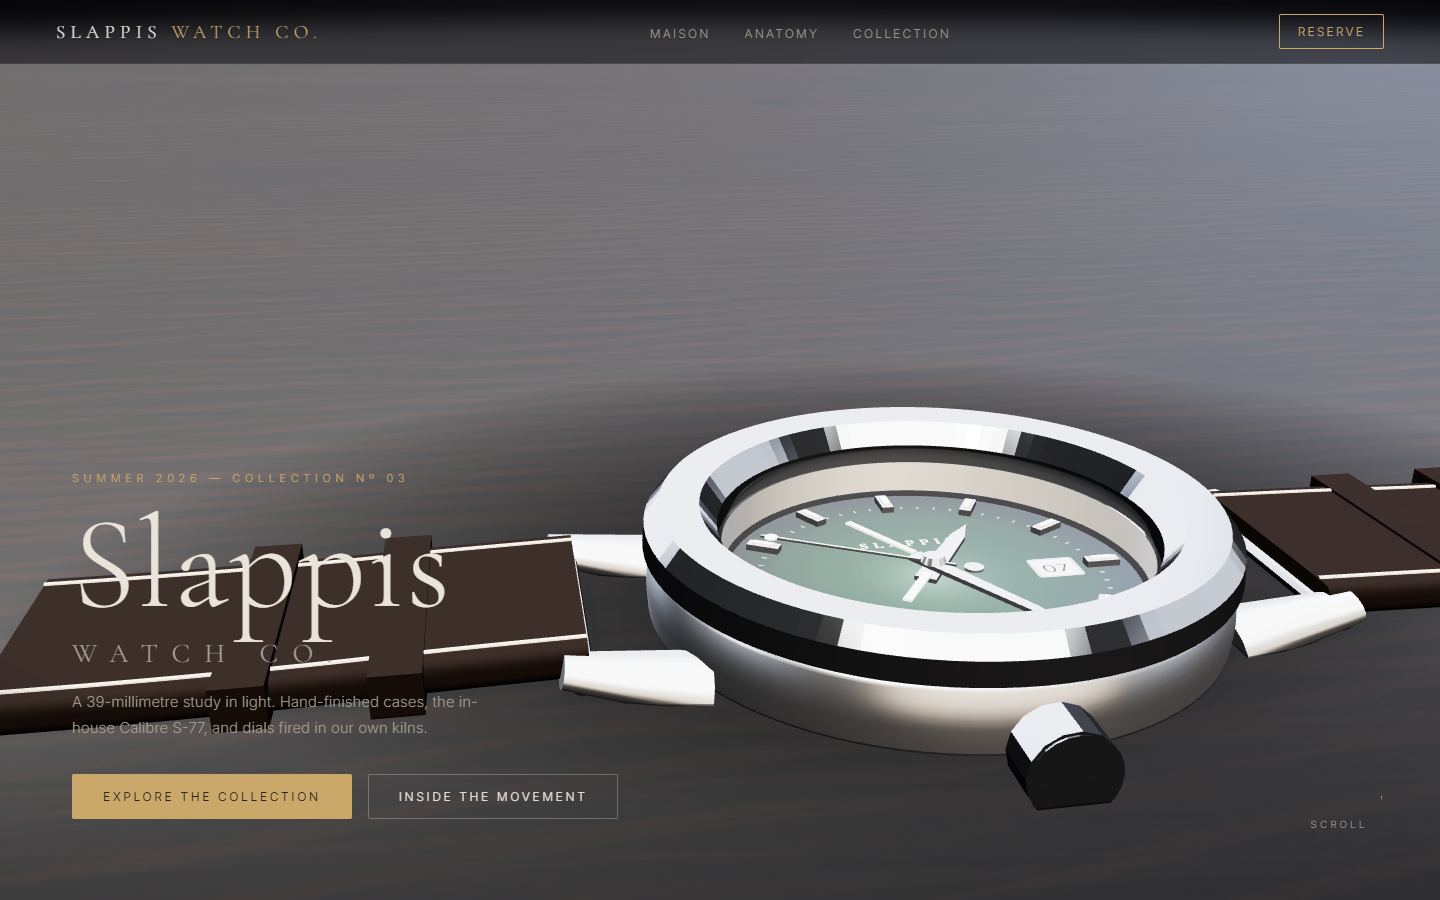 SLAPPIS WATCH CO.
MAISON ANATOMY COLLECTION
RESERVE
SUMMER 2026 — COLLECTION Nº 03
Slappis
WATCH CO.
A 39-millimetre study in light. Hand-finished cases, the in-
house Calibre S-77, and dials fired in our own kilns.
EXPLORE THE COLLECTION
INSIDE THE MOVEMENT
07
SCROLL